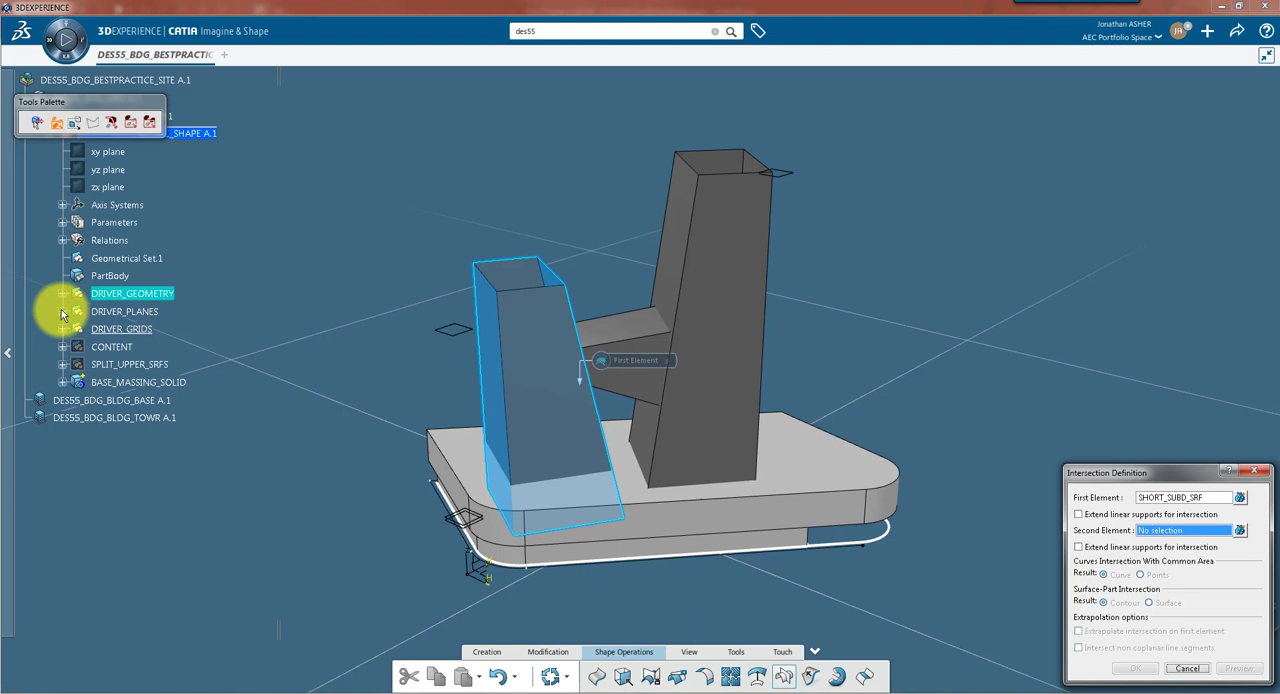 3DEXPERIENCE
3DEXPERIENCE | CATIA Imagine & Shape
des55
Jonathan ASHER
AEC Portfolio Space
DES55_BDG_BESTPRACTIC
DES55_BDG_BESTPRACTICE_SITE A.1
Tools Palette
1
_SHAPE A.1
xy plane
yz plane
zx plane
Axis Systems
Parameters
Relations
Geometrical Set.1
PartBody
DRIVER_GEOMETRY
DRIVER_PLANES
DRIVER_GRIDS
CONTENT
SPLIT_UPPER_SRFS
BASE_MASSING_SOLID
DES55_BDG_BLDG_BASE A.1
DES55_BDG_BLDG_TOWR A.1
First Element
Intersection Definition
First Element : SHORT_SUBD_SRF
Extend linear supports for intersection
Second Element : No selection
Extend linear supports for intersection
Curves Intersection With Common Area
Result: Curve Points
Surface-Part Intersection
Result: Contour Surface
Extrapolation options
Extrapolate intersection on first element
Intersect non coplanar line segments
OK Cancel Preview
Creation Modification Shape Operations View Tools Touch